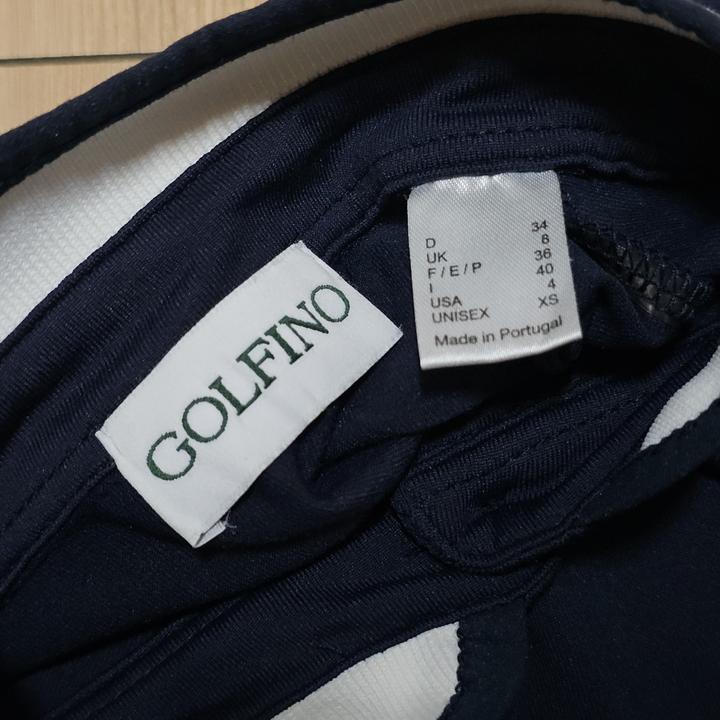 GOLFINO
D 34
UK 8
F/E/P 36
I 40
USA 4
UNISEX XS
Made in Portugal